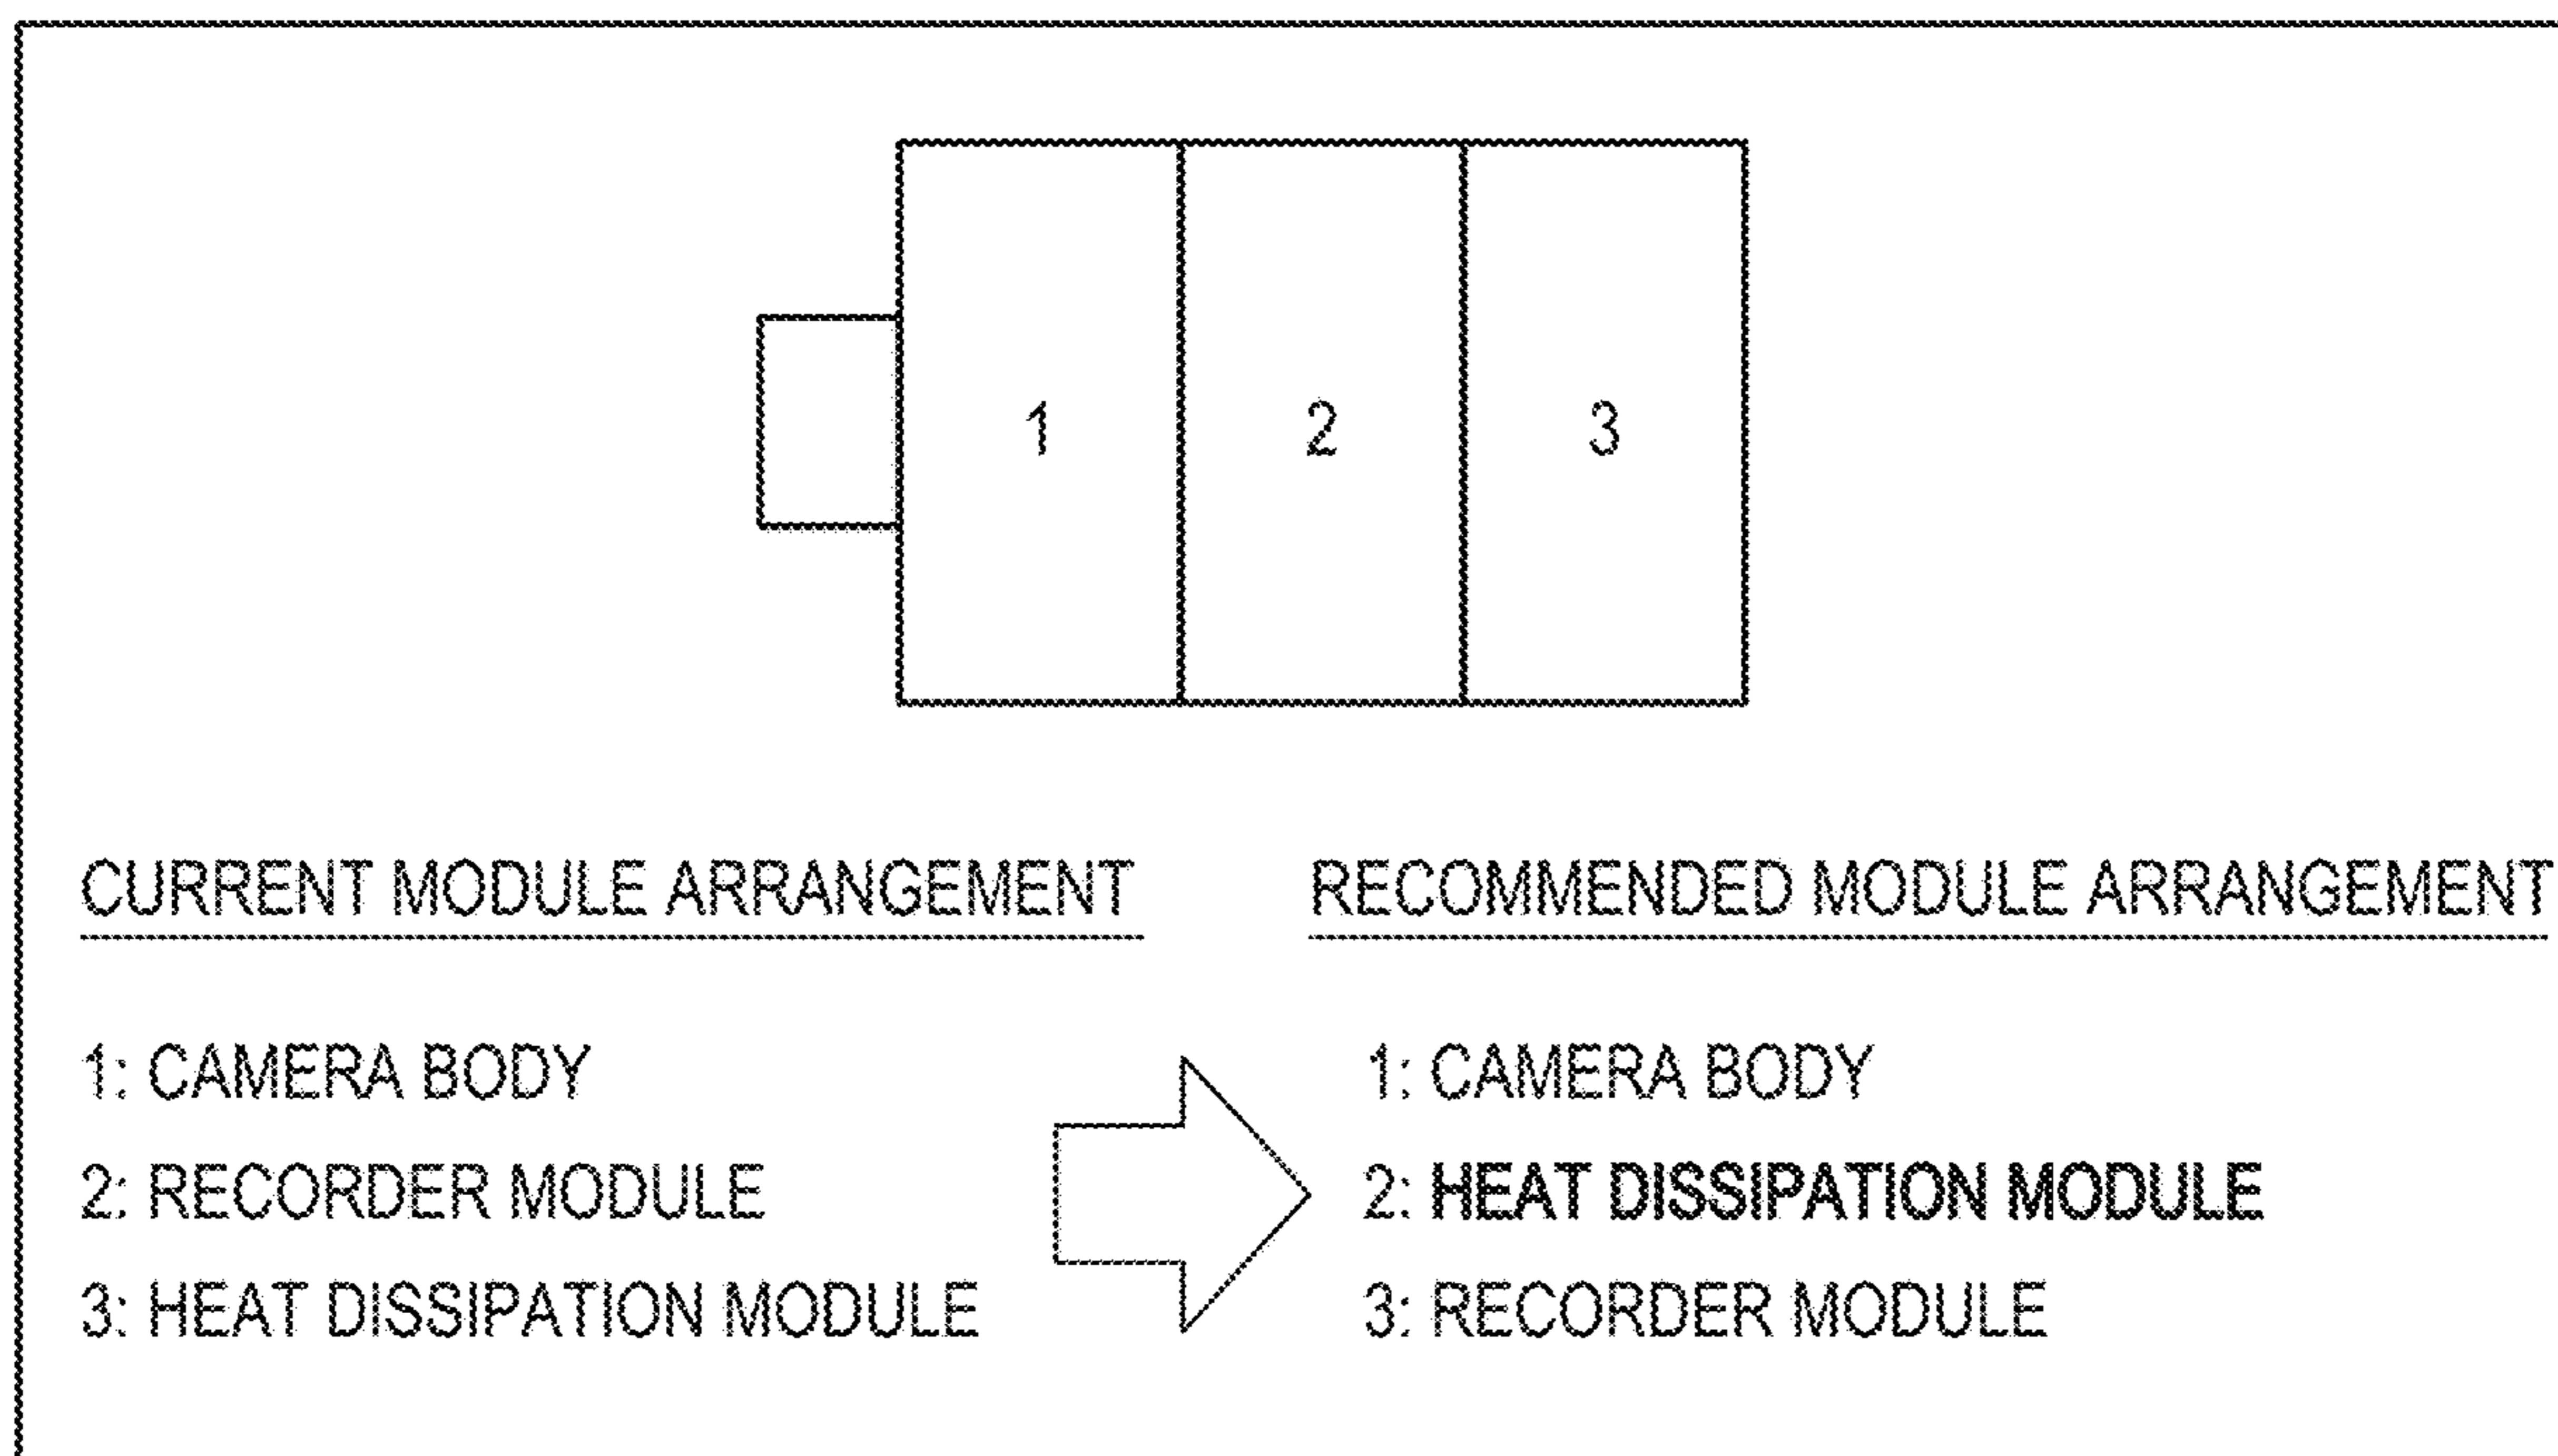 1 2 3
CURRENT MODULE ARRANGEMENT
1: CAMERA BODY
2: RECORDER MODULE
3: HEAT DISSIPATION MODULE
RECOMMENDED MODULE ARRANGEMENT
1: CAMERA BODY
2: HEAT DISSIPATION MODULE
3: RECORDER MODULE